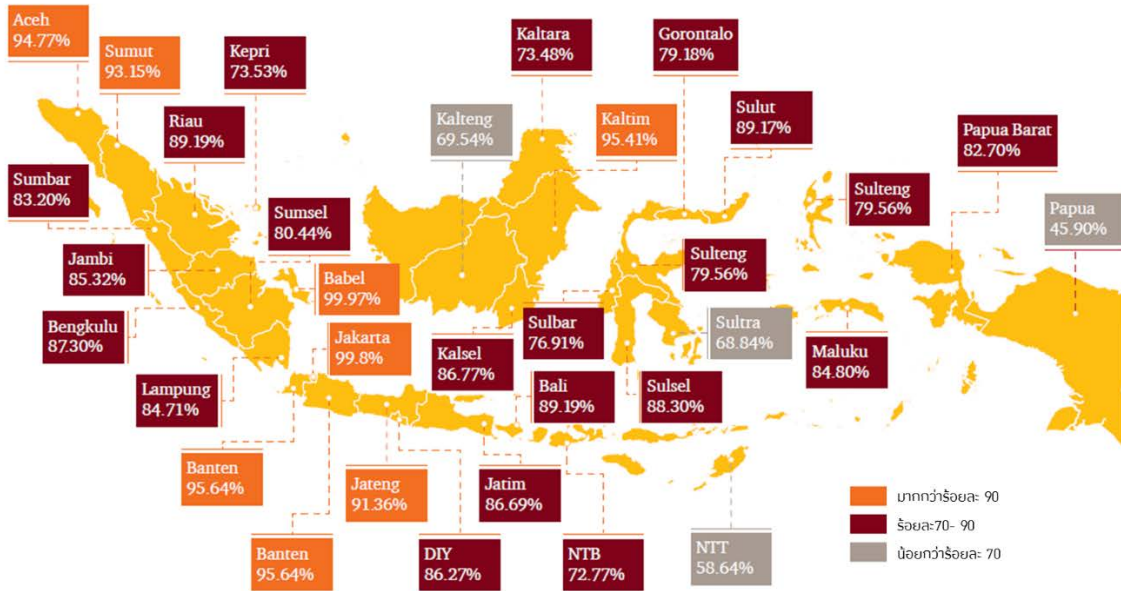 Aceh
94.77%
Sumut
93.15%
Kepri
73.53%
Kaltara
73.48%
Gorontalo
79.18%
Riau
89.19%
Kalteng
69.54%
Kaltim
95.41%
Sulut
89.17%
Papua Barat
82.70%
Sumbar
83.20%
Sumsel
80.44%
Sulteng
79.56%
Papua
45.90%
Jambi
85.32%
Babel
99.97%
Sulteng
79.56%
Bengkulu
87.30%
Jakarta
99.8%
Kalsel
86.77%
Sulbar
76.91%
Sultra
68.84%
Maluku
84.80%
Lampung
84.71%
Bali
89.19%
Sulsel
88.30%
Banten
95.64%
Jateng
91.36%
Jatim
86.69%
Banten
95.64%
DIY
86.27%
NTB
72.77%
NTT
58.64%
มากกว่าร้อยละ 90
ร้อยละ70- 90
น้อยกว่าร้อยละ 70